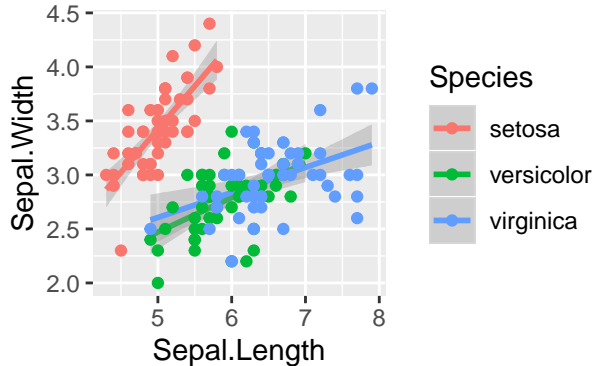 4.5
4.0
3.5
3.0
2.5
2.0
Sepal.Width
5
6
7
8
Sepal.Length
Species
setosa
versicolor
virginica